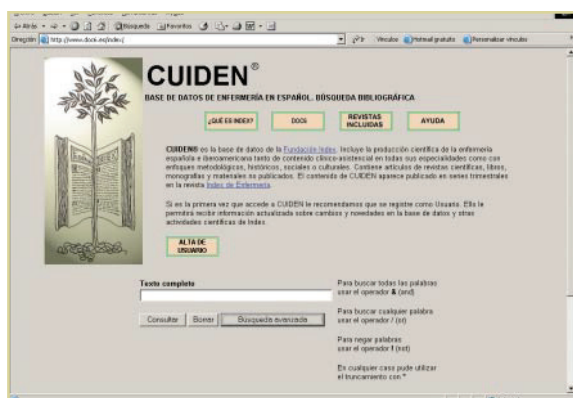 Atrás
Búsqueda Favoritos
Dirección http://www.doc6.es/index/ Ir Vínculos Hotmail gratuito Personalizar vínculos
CUIDEN®
BASE DE DATOS DE ENFERMERÍA EN ESPAÑOL. BÚSQUEDA BIBLIOGRÁFICA
¿QUÉ ES INDEX? DOC6 REVISTAS INCLUIDAS AYUDA
CUIDEN® es la base de datos de la Fundación Index. Incluye la producción científica de la enfermería
española e iberoamericana tanto de contenido clínico-asistencial en todas sus especialidades como con
enfoques metodológicos, históricos, sociales o culturales. Contiene artículos de revistas científicas, libros,
monografías y materiales no publicados. El contenido de CUIDEN aparece publicado en series trimestrales
en la revista Index de Enfermería.
Si es la primera vez que accede a CUIDEN le recomendamos que se registre como Usuario. Ello le
permitirá recibir información actualizada sobre cambios y novedades en la base de datos y otras
actividades científicas de Index.
ALTA DE
USUARIO
Texto completo
Consultar Borrar Búsqueda avanzada
Para buscar todas las palabras
usar el operador & (and)
Para buscar cualquier palabra
usar el operador / (or)
Para negar palabras
usar el operador ! (not)
En cualquier caso pude utilizar
el truncamiento con *